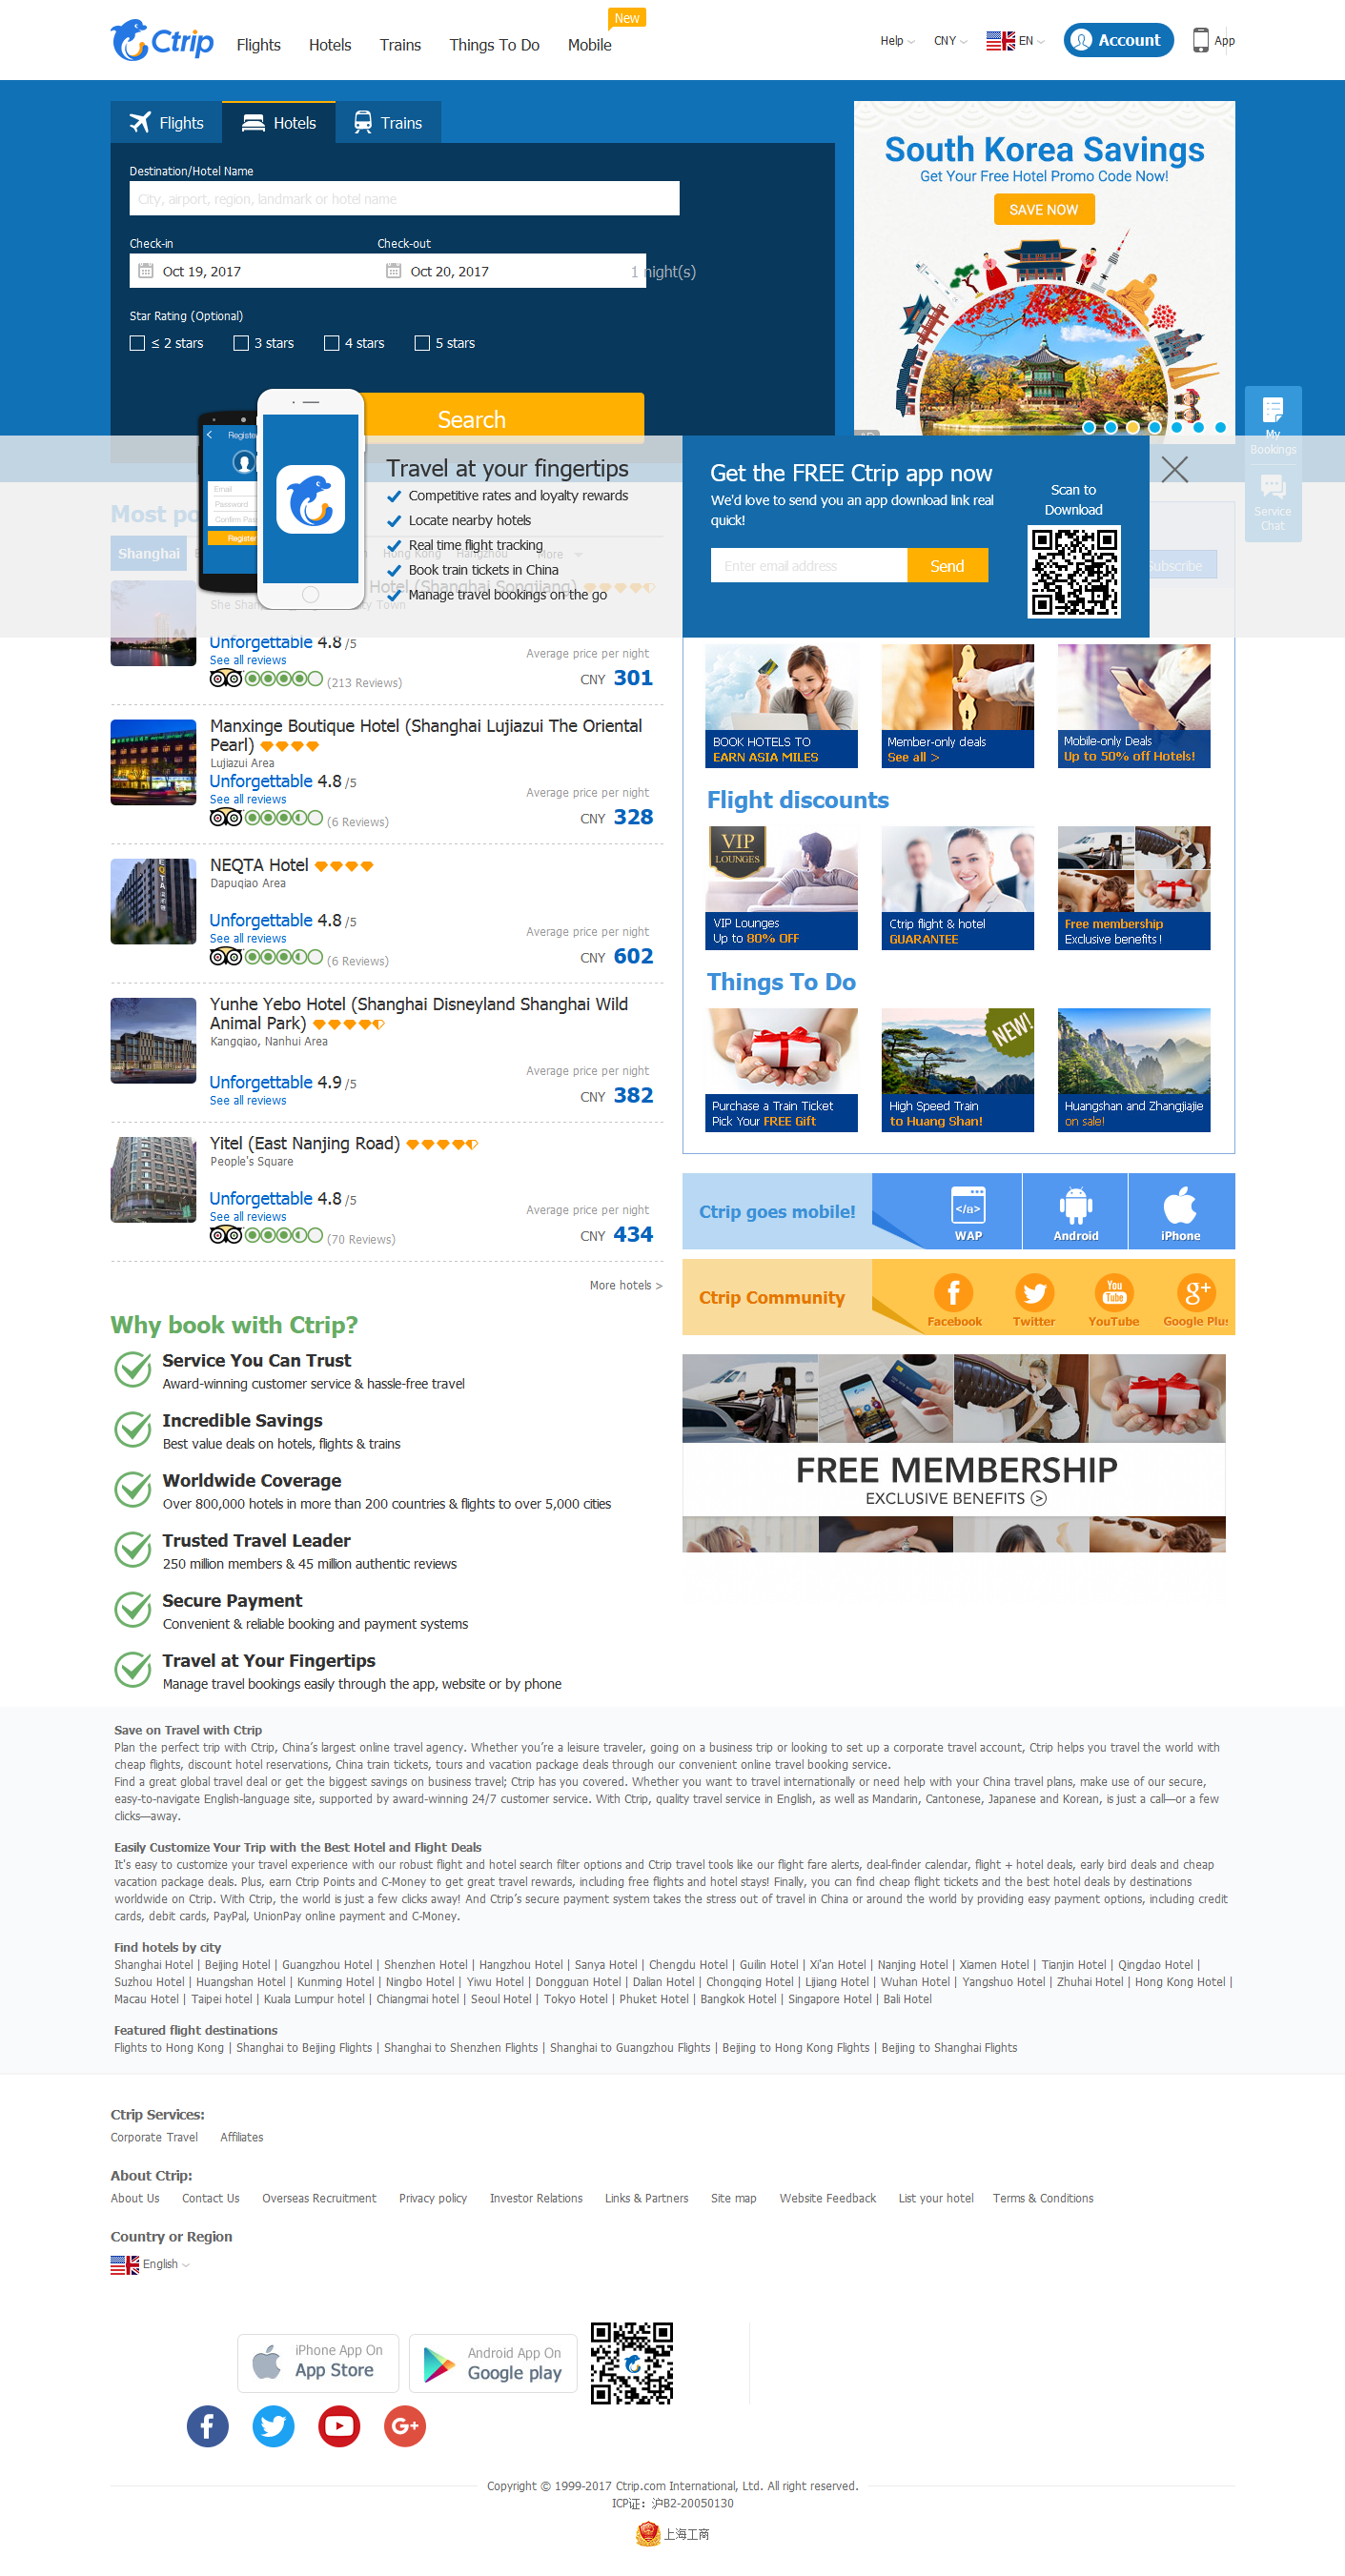 Ctrip
Flights
Hotels
Trains
Things To Do
Mobile
New
Help
CNY
EN
Account
App
Flights
Hotels
Trains
Destination/Hotel Name
City, airport, region, landmark or hotel name
Check-in
Check-out
Oct 19, 2017
Oct 20, 2017
1 night(s)
Star Rating (Optional)
≤ 2 stars
3 stars
4 stars
5 stars
Search
South Korea Savings
Get Your Free Hotel Promo Code Now!
SAVE NOW
My
Bookings
Service
Chat
Travel at your fingertips
Competitive rates and loyalty rewards
Locate nearby hotels
Real time flight tracking
Book train tickets in China
Manage travel bookings on the go
Get the FREE Ctrip app now
We'd love to send you an app download link real
quick!
Enter email address
Send
Scan to
Download
Most
Shanghai
Hong Kong
Hangzhou
More
Subscribe
Hotel (Shanghai Songjiang)
Town
Unforgettable 4.8 /5
See all reviews
(213 Reviews)
Average price per night
CNY 301
Manxinge Boutique Hotel (Shanghai Lujiazui The Oriental
Pearl)
Lujiazui Area
Unforgettable 4.8 /5
See all reviews
(6 Reviews)
Average price per night
CNY 328
NEQTA Hotel
Dapuqiao Area
Unforgettable 4.8 /5
See all reviews
(6 Reviews)
Average price per night
CNY 602
Yunhe Yebo Hotel (Shanghai Disneyland Shanghai Wild
Animal Park)
Kangqiao, Nanhui Area
Unforgettable 4.9 /5
See all reviews
Average price per night
CNY 382
Yitel (East Nanjing Road)
People's Square
Unforgettable 4.8 /5
See all reviews
(70 Reviews)
Average price per night
CNY 434
More hotels >
BOOK HOTELS TO
EARN ASIA MILES
Member-only deals
See all >
Mobile-only Deals
Up to 50% off Hotels!
Flight discounts
VIP
LOUNGES
VIP Lounges
Up to 80% OFF
Ctrip flight & hotel
GUARANTEE
Free membership
Exclusive benefits !
Things To Do
NEW!
Purchase a Train Ticket
Pick Your FREE Gift
High Speed Train
to Huang Shan!
Huangshan and Zhangjiajie
on sale!
Ctrip goes mobile!
</a>
WAP
Android
iPhone
Ctrip Community
Facebook
Twitter
You
Tube
YouTube
g+
Google Plus
FREE MEMBERSHIP
EXCLUSIVE BENEFITS >
Why book with Ctrip?
Service You Can Trust
Award-winning customer service & hassle-free travel
Incredible Savings
Best value deals on hotels, flights & trains
Worldwide Coverage
Over 800,000 hotels in more than 200 countries & flights to over 5,000 cities
Trusted Travel Leader
250 million members & 45 million authentic reviews
Secure Payment
Convenient & reliable booking and payment systems
Travel at Your Fingertips
Manage travel bookings easily through the app, website or by phone
Save on Travel with Ctrip
Plan the perfect trip with Ctrip, China’s largest online travel agency. Whether you’re a leisure traveler, going on a business trip or looking to set up a corporate travel account, Ctrip helps you travel the world with
cheap flights, discount hotel reservations, China train tickets, tours and vacation package deals through our convenient online travel booking service.
Find a great global travel deal or get the biggest savings on business travel; Ctrip has you covered. Whether you want to travel internationally or need help with your China travel plans, make use of our secure,
easy-to-navigate English-language site, supported by award-winning 24/7 customer service. With Ctrip, quality travel service in English, as well as Mandarin, Cantonese, Japanese and Korean, is just a call—or a few
clicks—away.
Easily Customize Your Trip with the Best Hotel and Flight Deals
It's easy to customize your travel experience with our robust flight and hotel search filter options and Ctrip travel tools like our flight fare alerts, deal-finder calendar, flight + hotel deals, early bird deals and cheap
vacation package deals. Plus, earn Ctrip Points and C-Money to get great travel rewards, including free flights and hotel stays! Finally, you can find cheap flight tickets and the best hotel deals by destinations
worldwide on Ctrip. With Ctrip, the world is just a few clicks away! And Ctrip’s secure payment system takes the stress out of travel in China or around the world by providing easy payment options, including credit
cards, debit cards, PayPal, UnionPay online payment and C-Money.
Find hotels by city
Shanghai Hotel | Beijing Hotel | Guangzhou Hotel | Shenzhen Hotel | Hangzhou Hotel | Sanya Hotel | Chengdu Hotel | Guilin Hotel | Xi'an Hotel | Nanjing Hotel | Xiamen Hotel | Tianjin Hotel | Qingdao Hotel |
Suzhou Hotel | Huangshan Hotel | Kunming Hotel | Ningbo Hotel | Yiwu Hotel | Dongguan Hotel | Dalian Hotel | Chongqing Hotel | Lijiang Hotel | Wuhan Hotel | Yangshuo Hotel | Zhuhai Hotel | Hong Kong Hotel |
Macau Hotel | Taipei hotel | Kuala Lumpur hotel | Chiangmai hotel | Seoul Hotel | Tokyo Hotel | Phuket Hotel | Bangkok Hotel | Singapore Hotel | Bali Hotel
Featured flight destinations
Flights to Hong Kong | Shanghai to Beijing Flights | Shanghai to Shenzhen Flights | Shanghai to Guangzhou Flights | Beijing to Hong Kong Flights | Beijing to Shanghai Flights
Ctrip Services:
Corporate Travel
Affiliates
About Ctrip:
About Us
Contact Us
Overseas Recruitment
Privacy policy
Investor Relations
Links & Partners
Site map
Website Feedback
List your hotel
Terms & Conditions
Country or Region
English
iPhone App On
App Store
Android App On
Google play
G+
Copyright © 1999-2017 Ctrip.com International, Ltd. All right reserved.
ICP证：沪B2-20050130
上海工商